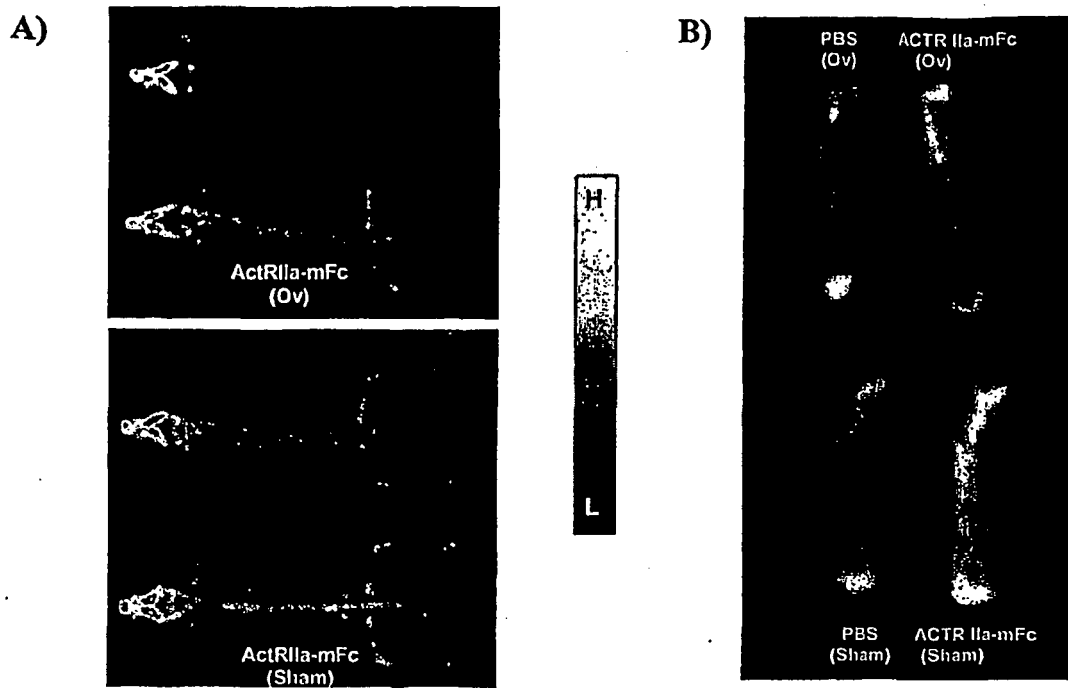 A)
ActRIIa-mFc
(Ov)
ActRIIa-mFc
(Sham)
H
L
B)
PBS
(Ov)
ACTR IIa-mFc
(Ov)
PBS
(Sham)
ACTR IIa-mFc
(Sham)